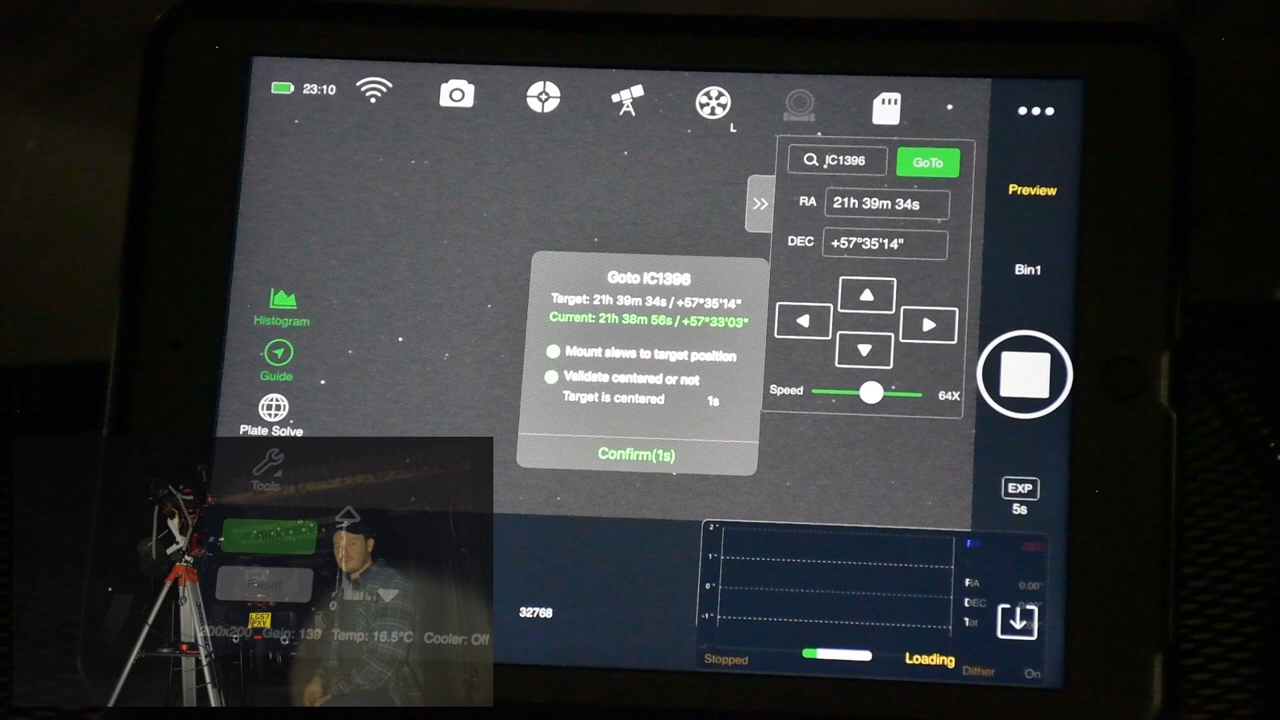 23:10
L
IC1396
GoTo
RA
21h 39m 34s
DEC
+57°35'14"
Speed
64X
Preview
Bin1
EXP
5s
Histogram
Guide
Plate Solve
Tools
Goto IC1396
Target: 21h 39m 34s / +57°35'14"
Current: 21h 38m 56s / +57°33'03"
Mount slews to target position
Validate centered or not
Target is centered 1s
Confirm(1s)
Reset
0
200x200 Gain: 139 Temp: 16.5°C Cooler: Off
32768
2"
1"
0"
-1"
RA 0.00"
DEC
Tot
Stopped
Loading
Dither On